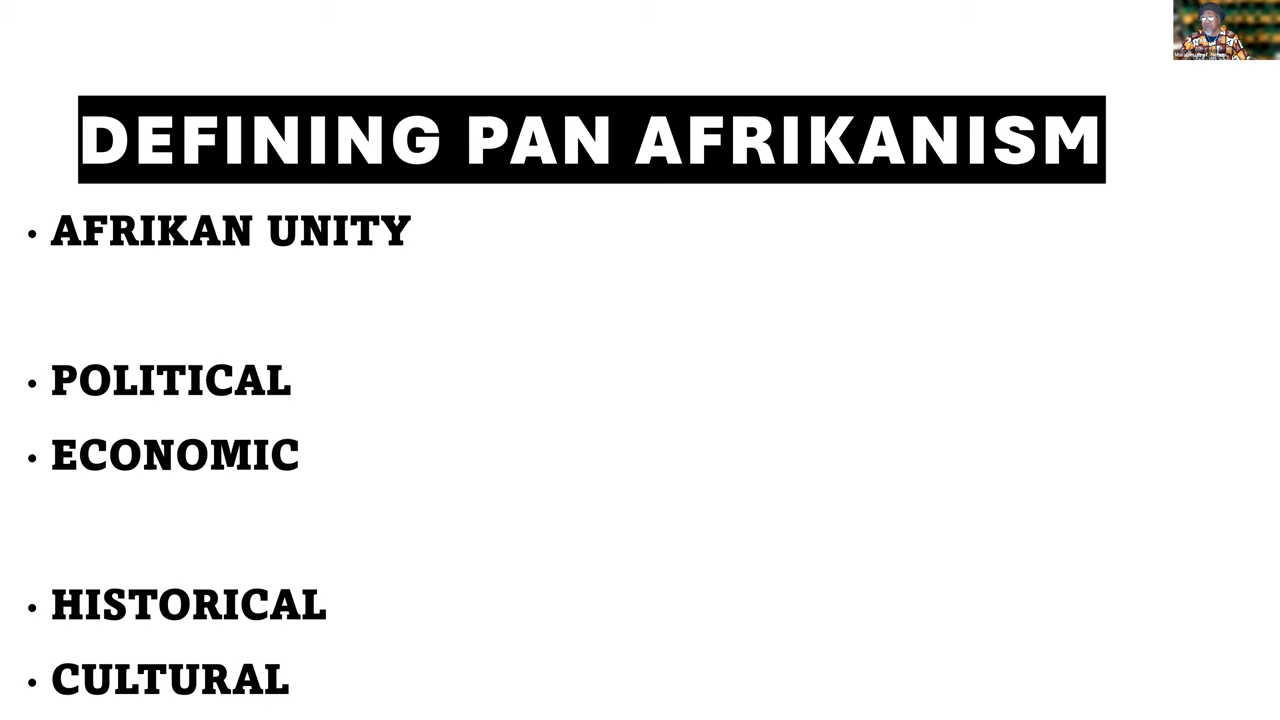 DEFINING PAN AFRIKANISM
• AFRIKAN UNITY
• POLITICAL
• ECONOMIC
• HISTORICAL
• CULTURAL